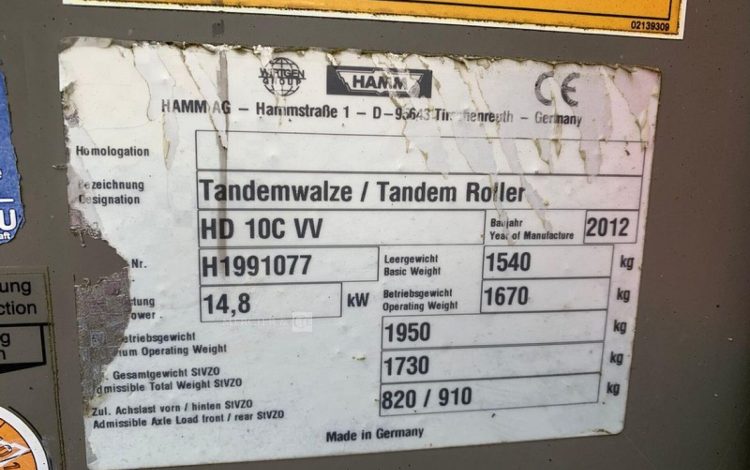 02139309
WIRTGEN GROUP
HAMM
CE
HAMM AG – Hammstraße 1 – D-95643 Tirschenreuth – Germany
Homologation
Bezeichnung
Designation
Tandemwalze / Tandem Roller
HD 10C VV
Baujahr
Year of Manufacture
2012
Nr.
H1991077
Leergewicht
Basic Weight
1540 kg
14,8 kW
Betriebsgewicht
Operating Weight
1670 kg
Betriebsgewicht
Operating Weight
1950 kg
Gesamtgewicht StVZO
Admissible Total Weight StVZO
1730 kg
Zul. Achslast vorn / hinten StVZO
Admissible Axle Load front / rear StVZO
820 / 910 kg
Made in Germany